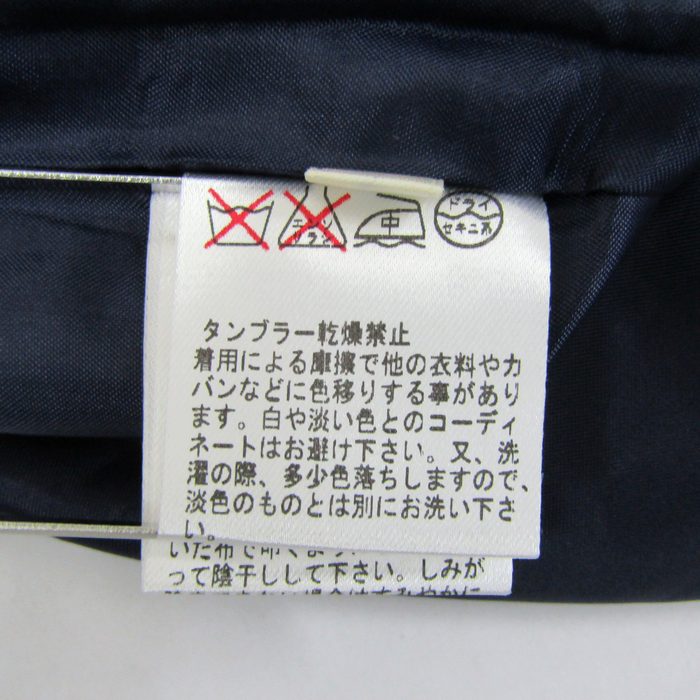 エンソ
サラシ
中
ドライ
セキユ系
タンブラー乾燥禁止
着用による摩擦で他の衣料やカ
バンなどに色移りする事があり
ます。白や淡い色とのコーディ
ネートはお避け下さい。又、洗
濯の際、多少色落ちしますので、
淡色のものとは別にお洗い下さ
い。
って陰干しして下さい。しみが